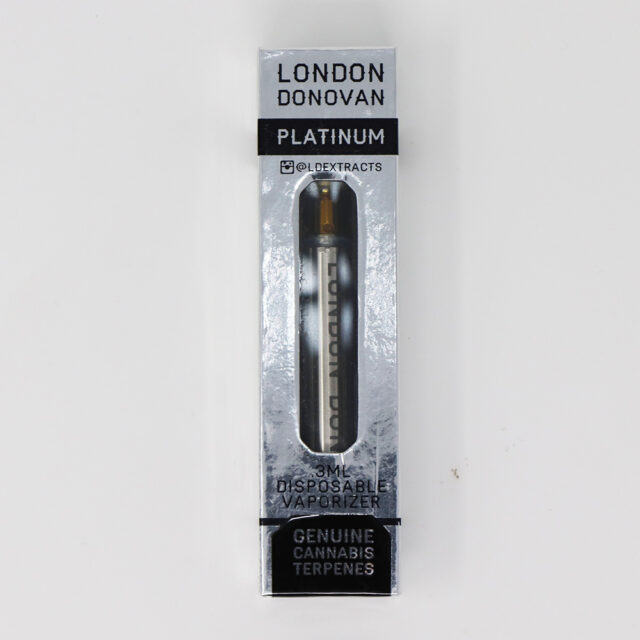 LONDON
DONOVAN
PLATINUM
@LDEXTRACTS
LONDON DON
.3ML
DISPOSABLE
VAPORIZER
GENUINE
CANNABIS
TERPENES